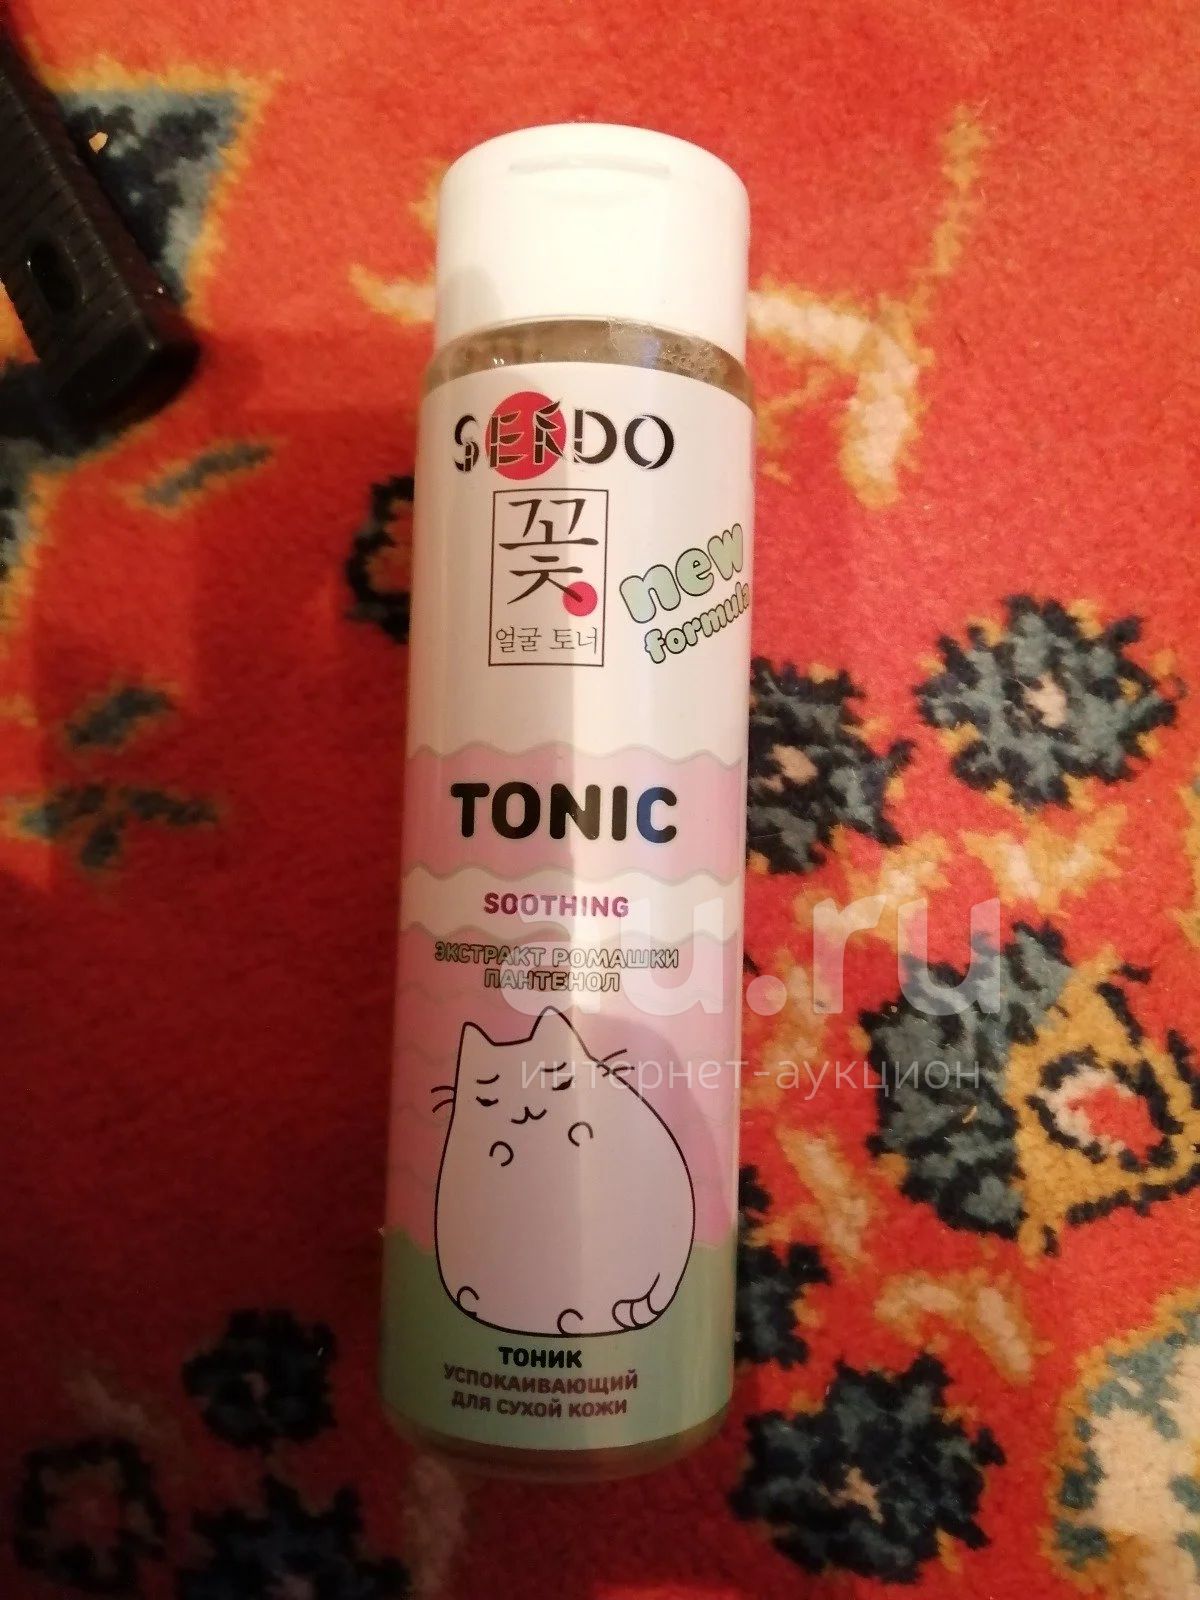 SENDO
꽃
얼굴 토너
new
formula
TONIC
SOOTHING
ЭКСТРАКТ РОМАШКИ
ПАНТЕНОЛ
au.ru
интернет-аукцион
ТОНИК
УСПОКАИВАЮЩИЙ
ДЛЯ СУХОЙ КОЖИ